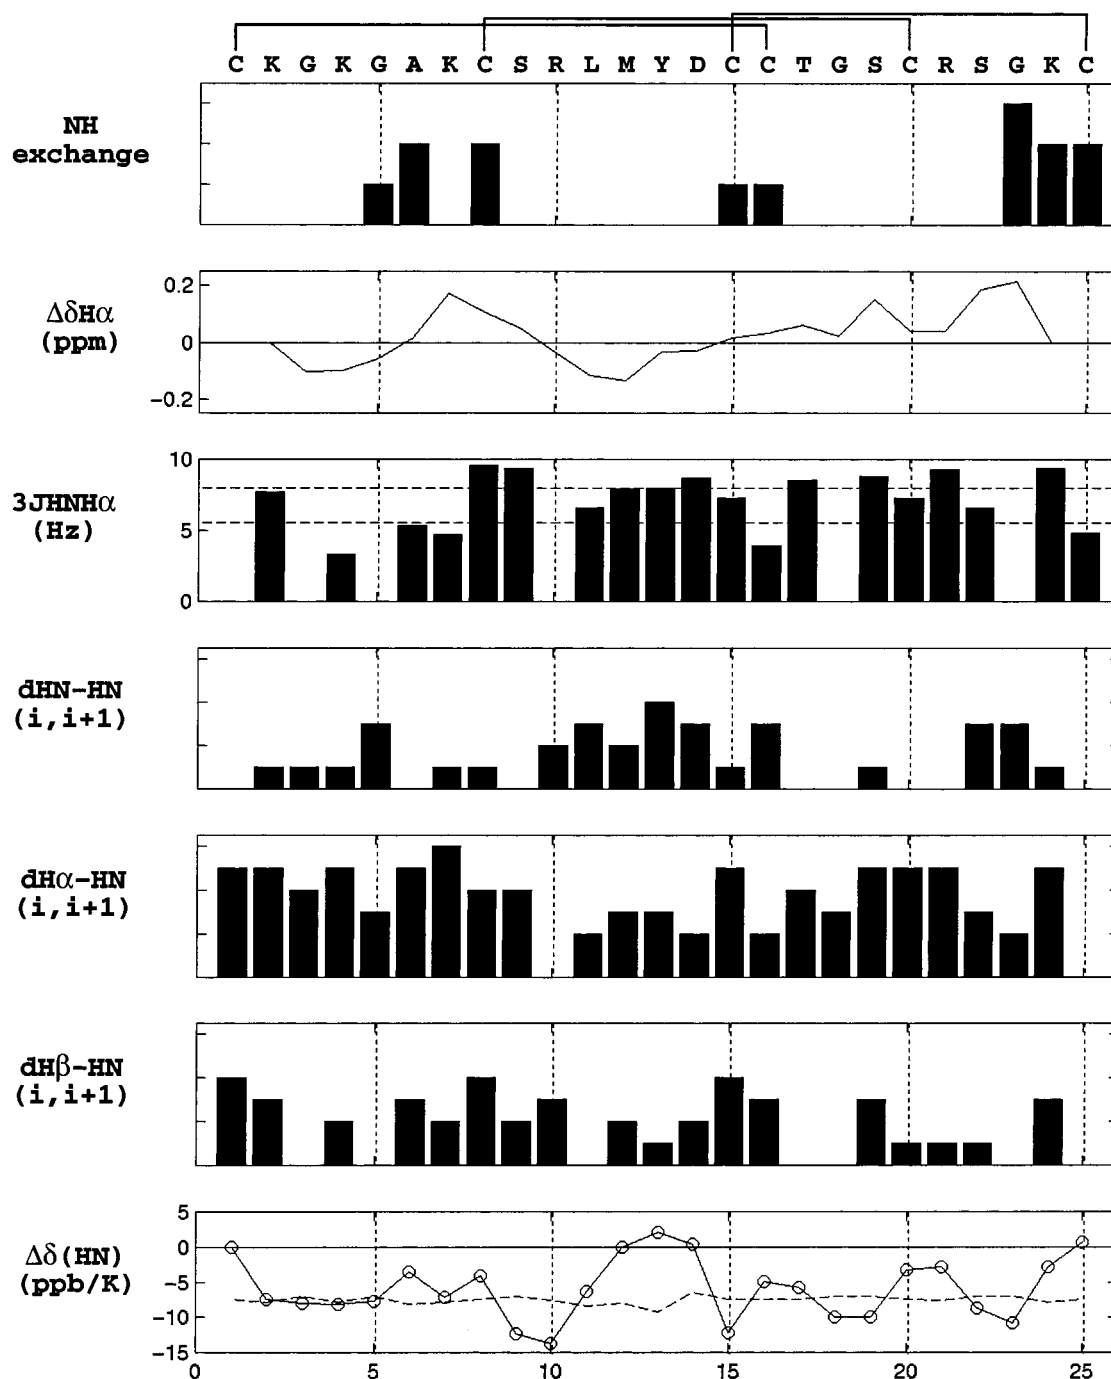 C K G K G A K C S R L M Y D C C T G S C R S G K C
NH
exchange
ΔδHα
(ppm)
0.2
0
−0.2
3JHNHα
(Hz)
10
5
0
dHN-HN
(i,i+1)
dHα-HN
(i,i+1)
dHβ-HN
(i,i+1)
Δδ(HN)
(ppb/K)
5
0
−5
−10
−15
0 5 10 15 20 25